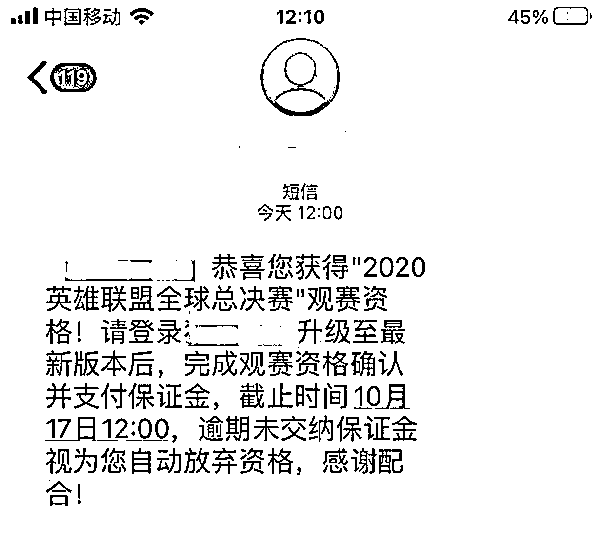 中国移动 12:10 45%
119
短信
今天 12:00
恭喜您获得"2020
英雄联盟全球总决赛"观赛资
格！请登录 升级至最
新版本后，完成观赛资格确认
并支付保证金，截止时间10月
17日12:00，逾期未交纳保证金
视为您自动放弃资格，感谢配
合！